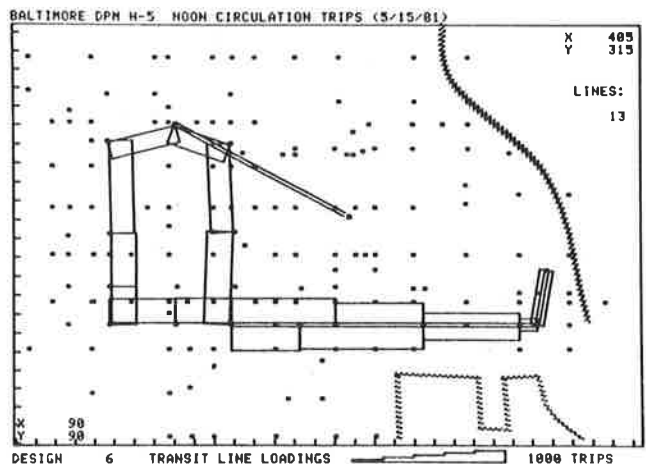 BALTIMORE DPM H-5 NOON CIRCULATION TRIPS (5/15/81)
X 405
Y 315
LINES:
13
X 90
Y 90
DESIGN 6 TRANSIT LINE LOADINGS 1000 TRIPS